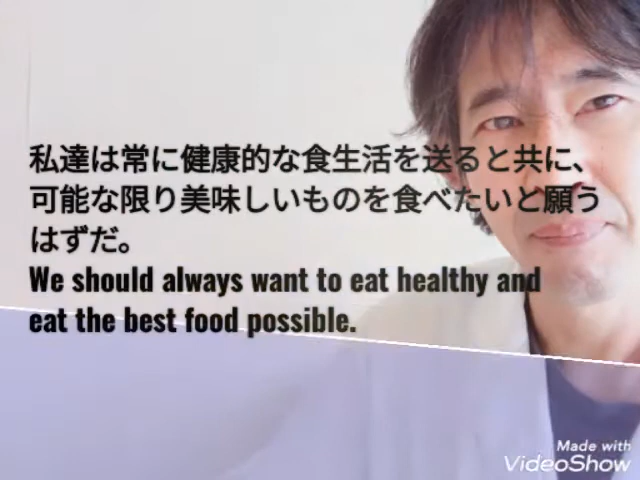 私達は常に健康的な食生活を送ると共に、
可能な限り美味しいものを食べたいと願う
はずだ。
We should always want to eat healthy and
eat the best food possible.
Made with
VideoShow